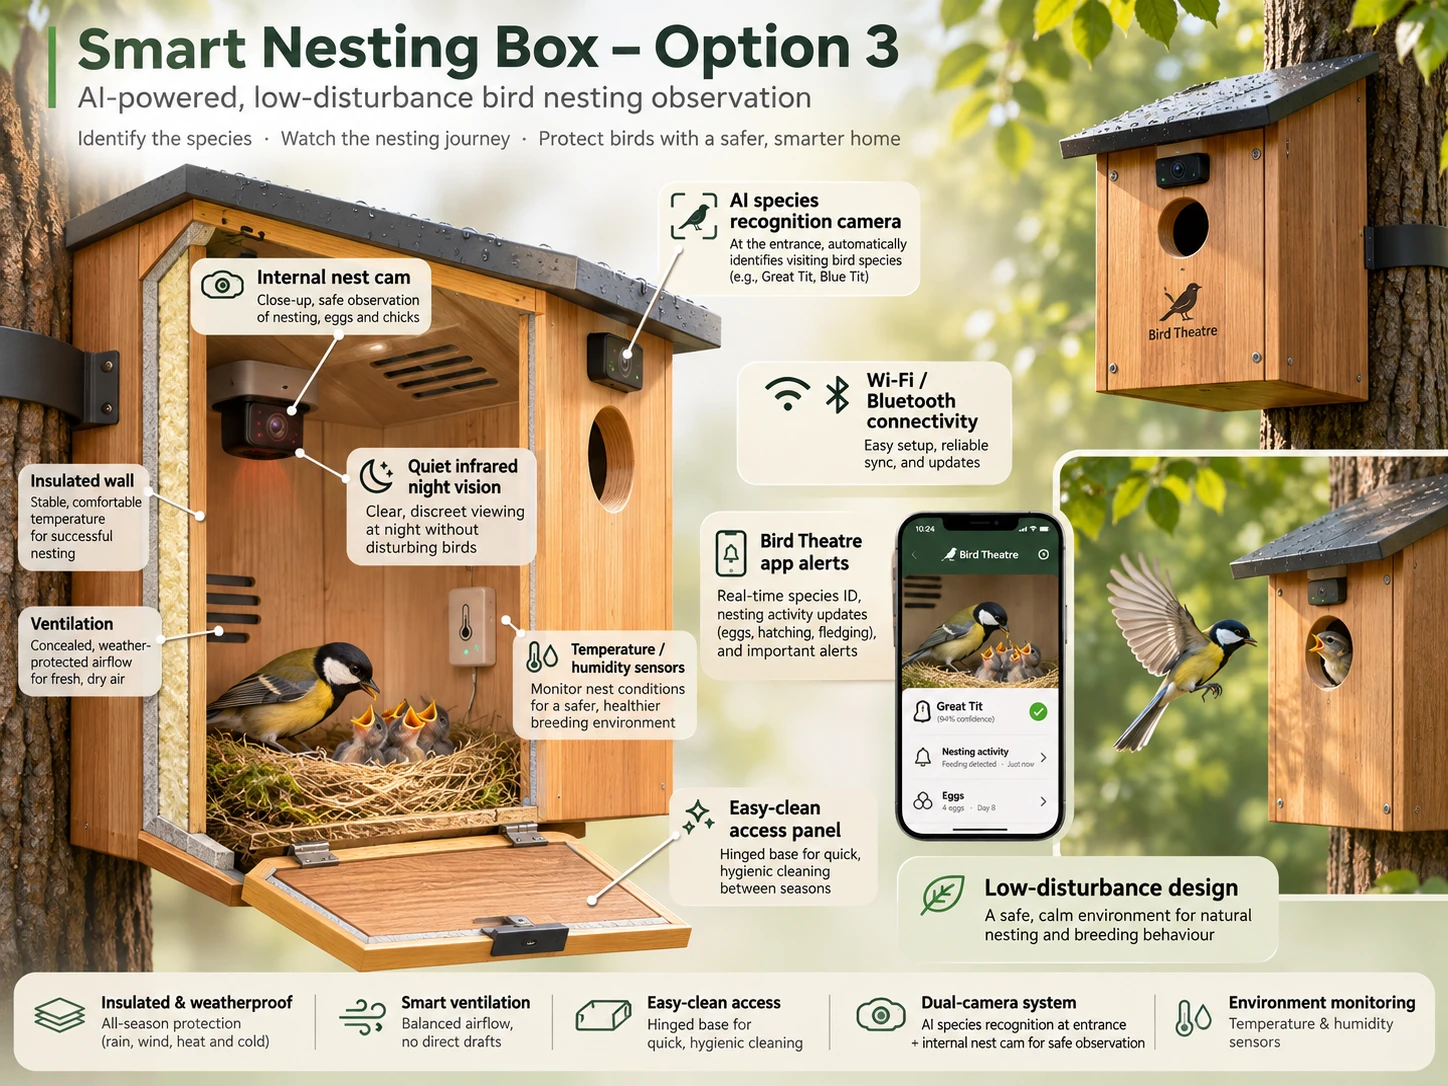 Smart Nesting Box – Option 3
AI-powered, low-disturbance bird nesting observation
Identify the species · Watch the nesting journey · Protect birds with a safer, smarter home
AI species
recognition camera
At the entrance, automatically
identifies visiting bird species
(e.g., Great Tit, Blue Tit)
Internal nest cam
Close-up, safe observation
of nesting, eggs and chicks
Bird Theatre
Wi-Fi /
Bluetooth
connectivity
Easy setup, reliable
sync, and updates
Quiet infrared
night vision
Clear, discreet viewing
at night without
disturbing birds
Insulated wall
Stable, comfortable
temperature
for successful
nesting
Ventilation
Concealed, weather-
protected airflow
for fresh, dry air
Temperature /
humidity sensors
Monitor nest conditions
for a safer, healthier
breeding environment
Bird Theatre
app alerts
Real-time species ID,
nesting activity updates
(eggs, hatching, fledging),
and important alerts
10:24
Bird Theatre
Great Tit
(94% confidence)
Nesting activity
Feeding detected · Just now
Eggs
4 eggs · Day 8
Easy-clean
access panel
Hinged base for quick,
hygienic cleaning
between seasons
Low-disturbance design
A safe, calm environment for natural
nesting and breeding behaviour
Insulated & weatherproof
All-season protection
(rain, wind, heat and cold)
Smart ventilation
Balanced airflow,
no direct drafts
Easy-clean access
Hinged base for
quick, hygienic cleaning
Dual-camera system
AI species recognition at entrance
+ internal nest cam for safe observation
Environment monitoring
Temperature & humidity
sensors